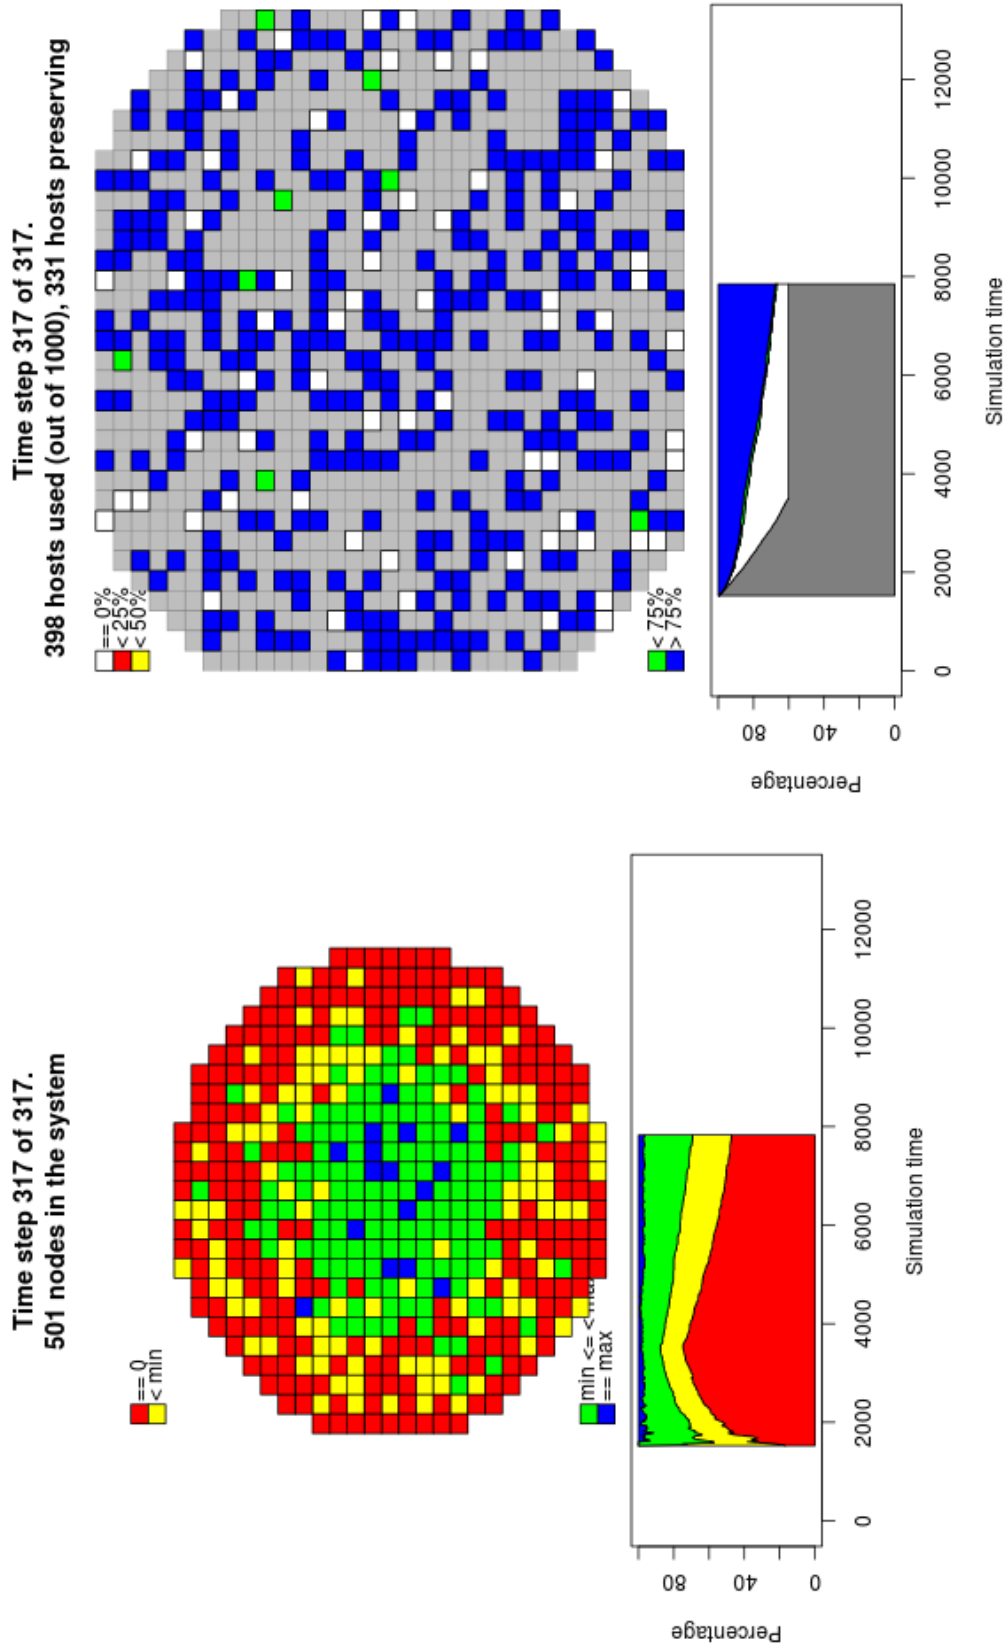 Time step 317 of 317.
501 nodes in the system
== 0
< min
min <= < max
== max
80
40
0
Percentage
0
2000
4000
6000
8000
10000
12000
Simulation time
Time step 317 of 317.
398 hosts used (out of 1000), 331 hosts preserving
== 0%
< 25%
< 50%
< 75%
> 75%
80
40
0
Percentage
0
2000
4000
6000
8000
10000
12000
Simulation time